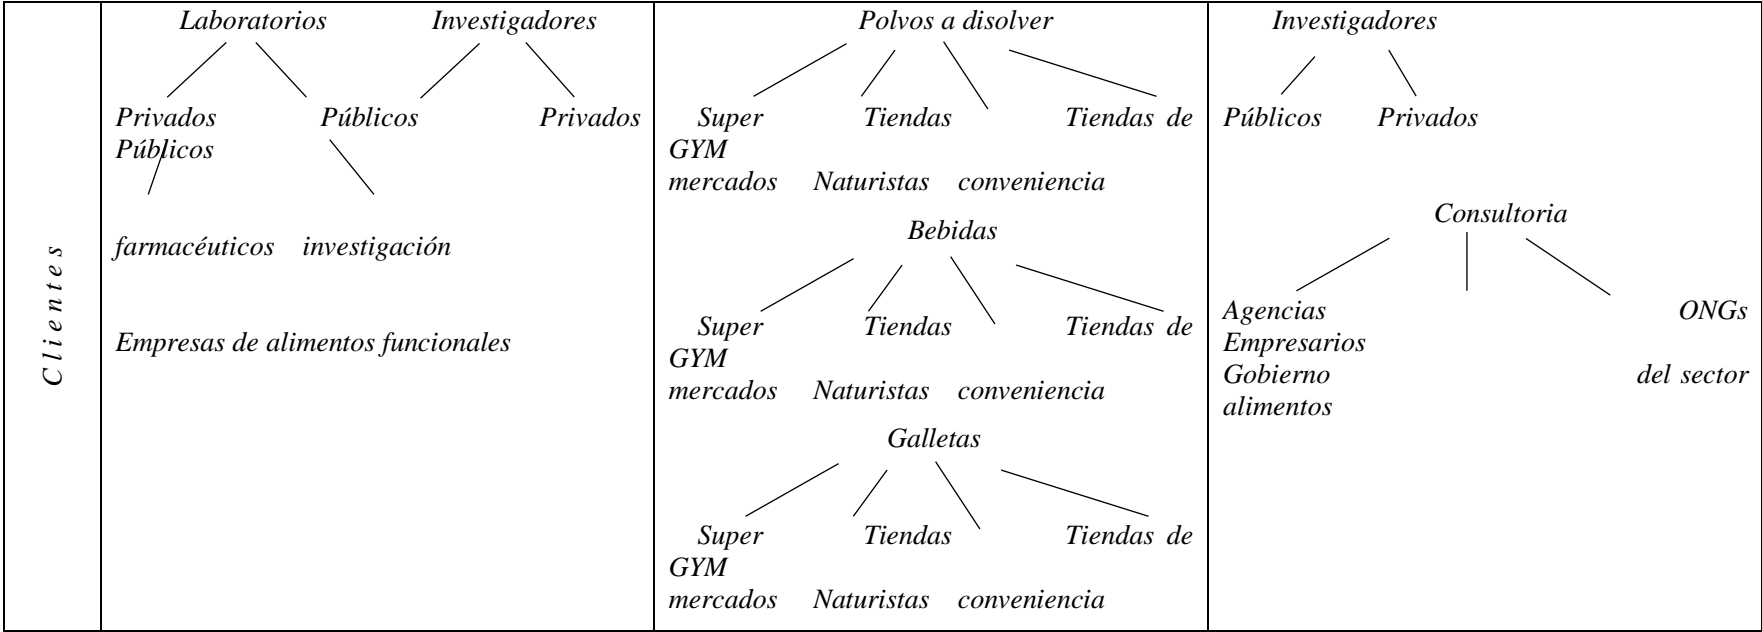 Clientes
Laboratorios Investigadores
Privados Públicos Privados
Públicos
farmacéuticos investigación
Empresas de alimentos funcionales
Polvos a disolver
Super Tiendas Tiendas de
GYM
mercados Naturistas conveniencia
Bebidas
Super Tiendas Tiendas de
GYM
mercados Naturistas conveniencia
Galletas
Super Tiendas Tiendas de
GYM
mercados Naturistas conveniencia
Investigadores
Públicos Privados
Consultoria
Agencias ONGs
Empresarios
Gobierno del sector
alimentos